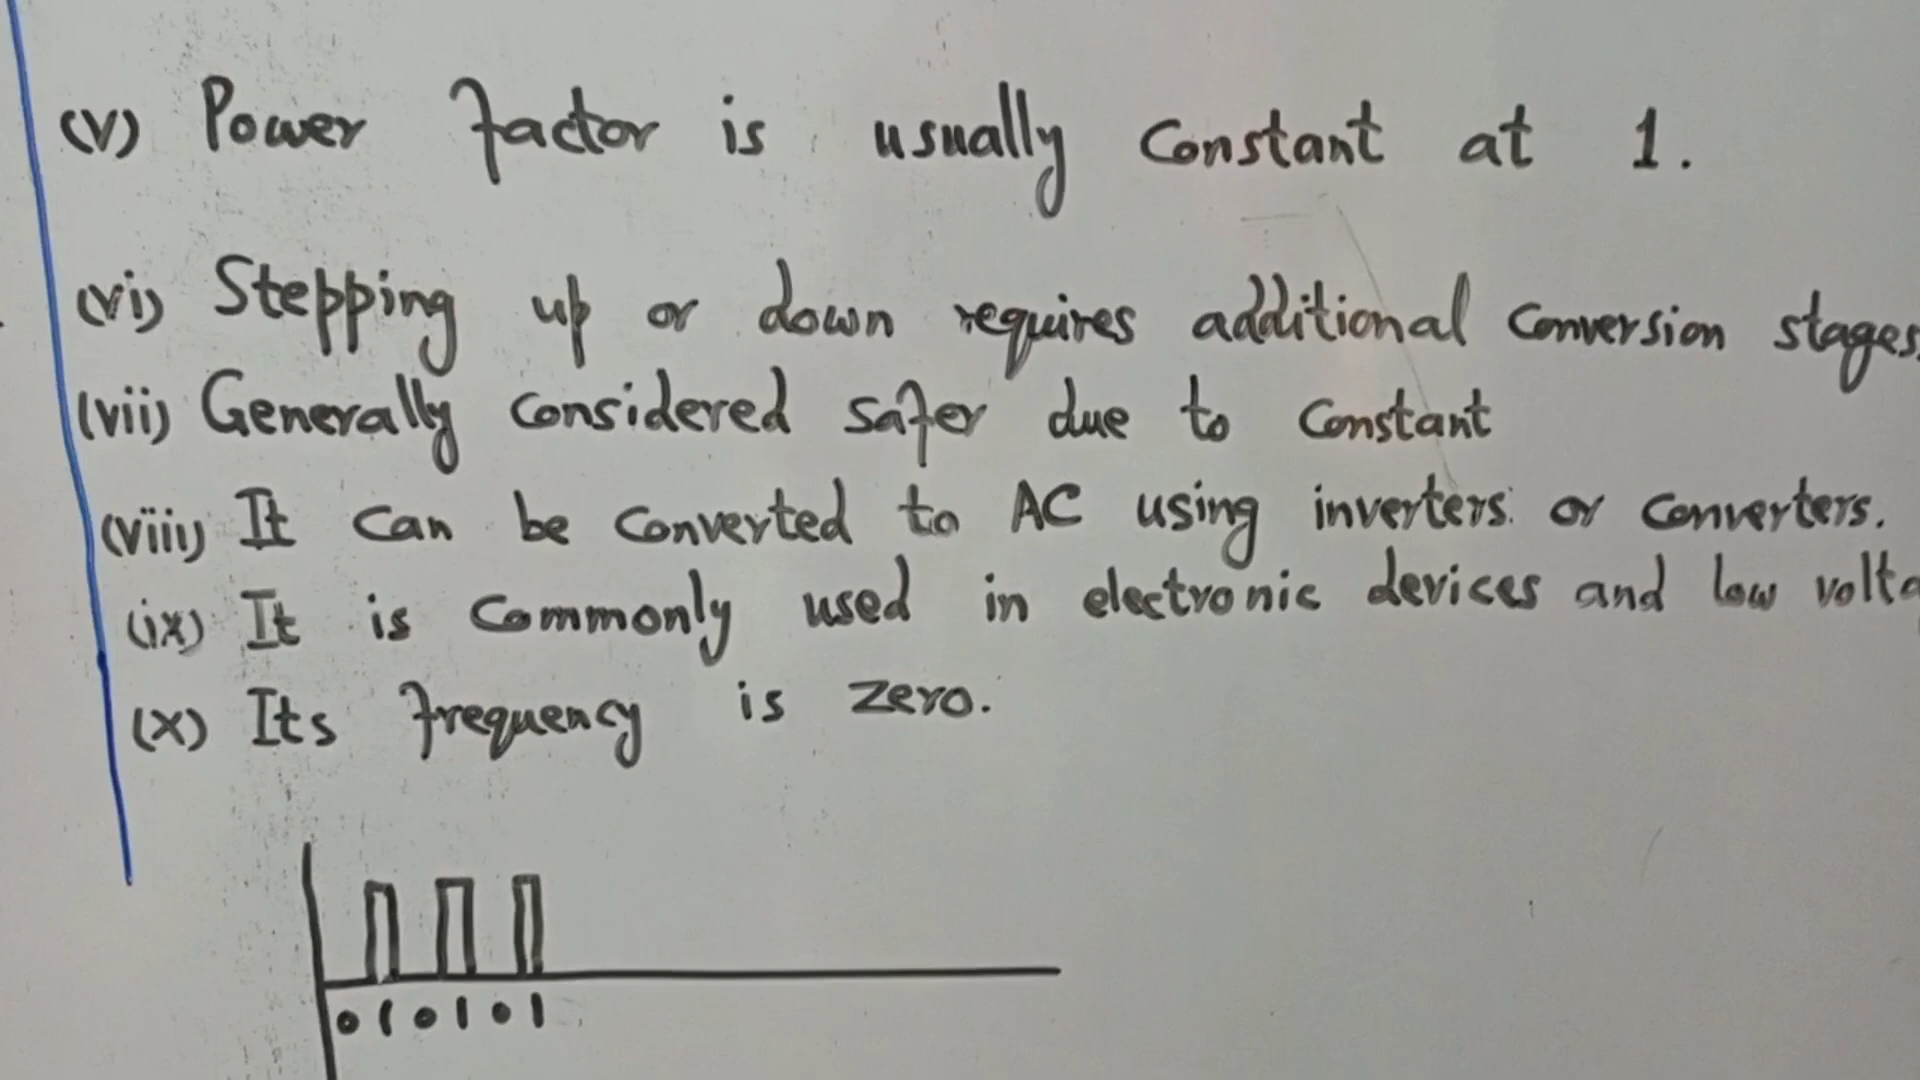 (v) Power factor is usually constant at 1.
(vi) Stepping up or down requires additional conversion stages.
(vii) Generally considered safer due to constant
(viii) It can be converted to AC using inverters or converters.
(ix) It is commonly used in electronic devices and low volta
(x) Its frequency is zero.
0 1 0 1 0 1